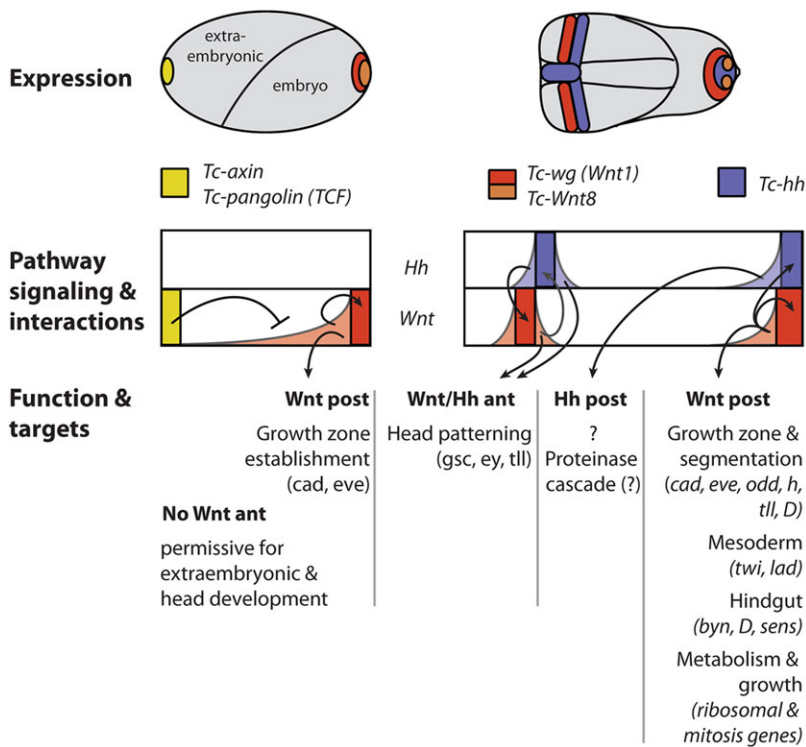 Expression
extra-
embryonic
embryo
Tc-axin
Tc-pangolin (TCF)
Tc-wg (Wnt1)
Tc-Wnt8
Tc-hh
Pathway
signaling &
interactions
Hh
Wnt
Function &
targets
Wnt post
Growth zone
establishment
(cad, eve)
No Wnt ant
permissive for
extraembryonic &
head development
Wnt/Hh ant
Head patterning
(gsc, ey, tll)
Hh post
?
Proteinase
cascade (?)
Wnt post
Growth zone &
segmentation
(cad, eve, odd, h,
tll, D)
Mesoderm
(twi, lad)
Hindgut
(byn, D, sens)
Metabolism &
growth
(ribosomal &
mitosis genes)